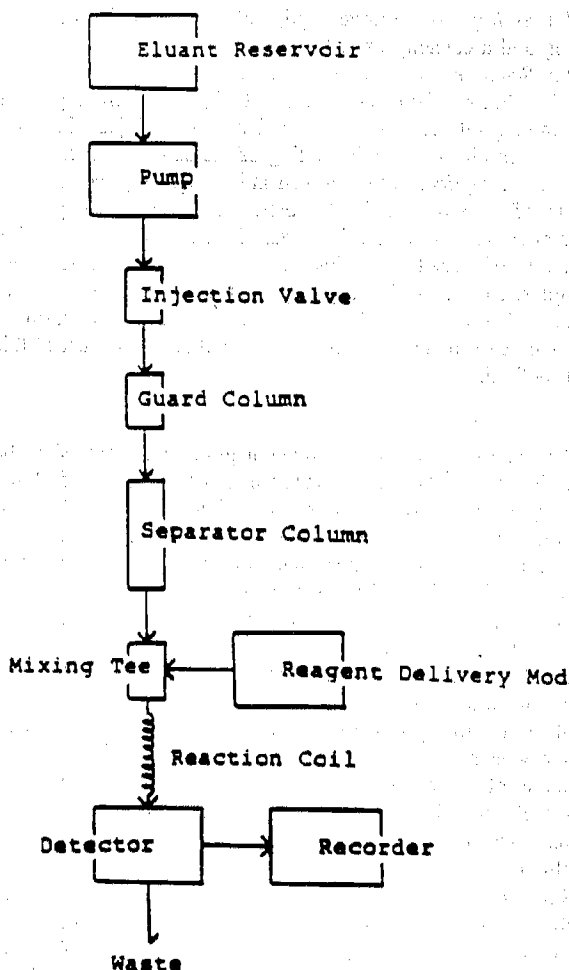 Eluant Reservoir
Pump
Injection Valve
Guard Column
Separator Column
Mixing Tee
Reagent Delivery Mod
Reaction Coil
Detector
Recorder
Waste